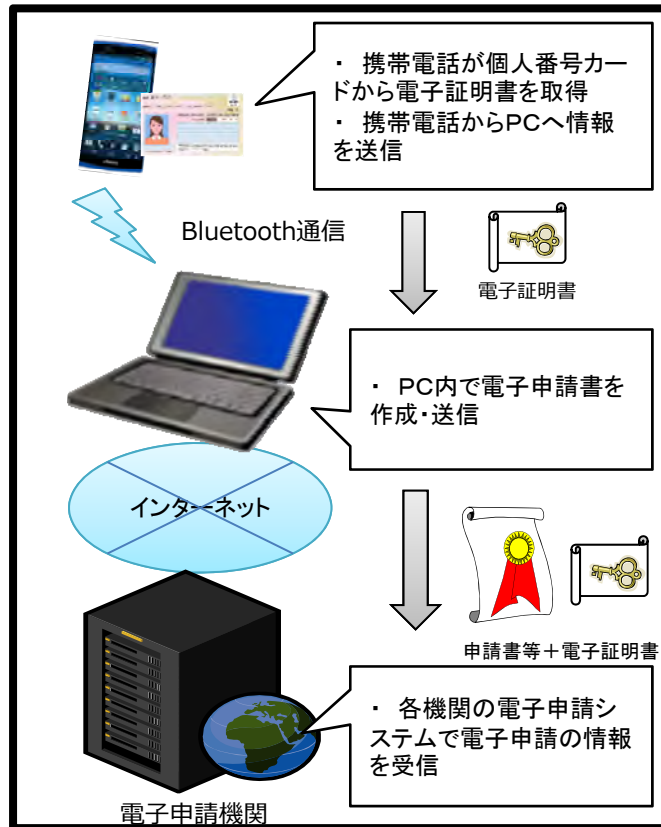 ・ 携帯電話が個人番号カー
ドから電子証明書を取得
・ 携帯電話からPCへ情報
を送信
Bluetooth通信
電子証明書
・ PC内で電子申請書を
作成・送信
インターネット
申請書等＋電子証明書
・ 各機関の電子申請シ
ステムで電子申請の情報
を受信
電子申請機関